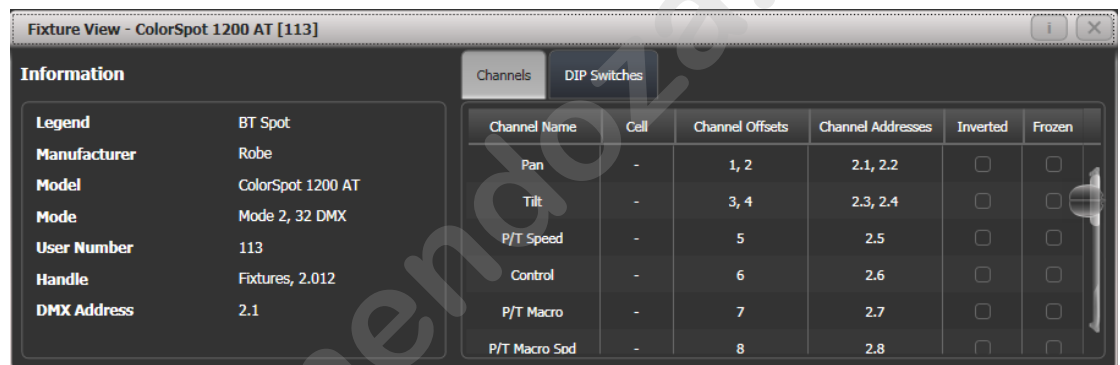 Fixture View - ColorSpot 1200 AT [113]
i
Information
Legend BT Spot
Manufacturer Robe
Model ColorSpot 1200 AT
Mode Mode 2, 32 DMX
User Number 113
Handle Fixtures, 2.012
DMX Address 2.1
Channels DIP Switches
Channel Name Cell Channel Offsets Channel Addresses Inverted Frozen
Pan - 1, 2 2.1, 2.2
Tilt - 3, 4 2.3, 2.4
P/T Speed - 5 2.5
Control - 6 2.6
P/T Macro - 7 2.7
P/T Macro Spd - 8 2.8